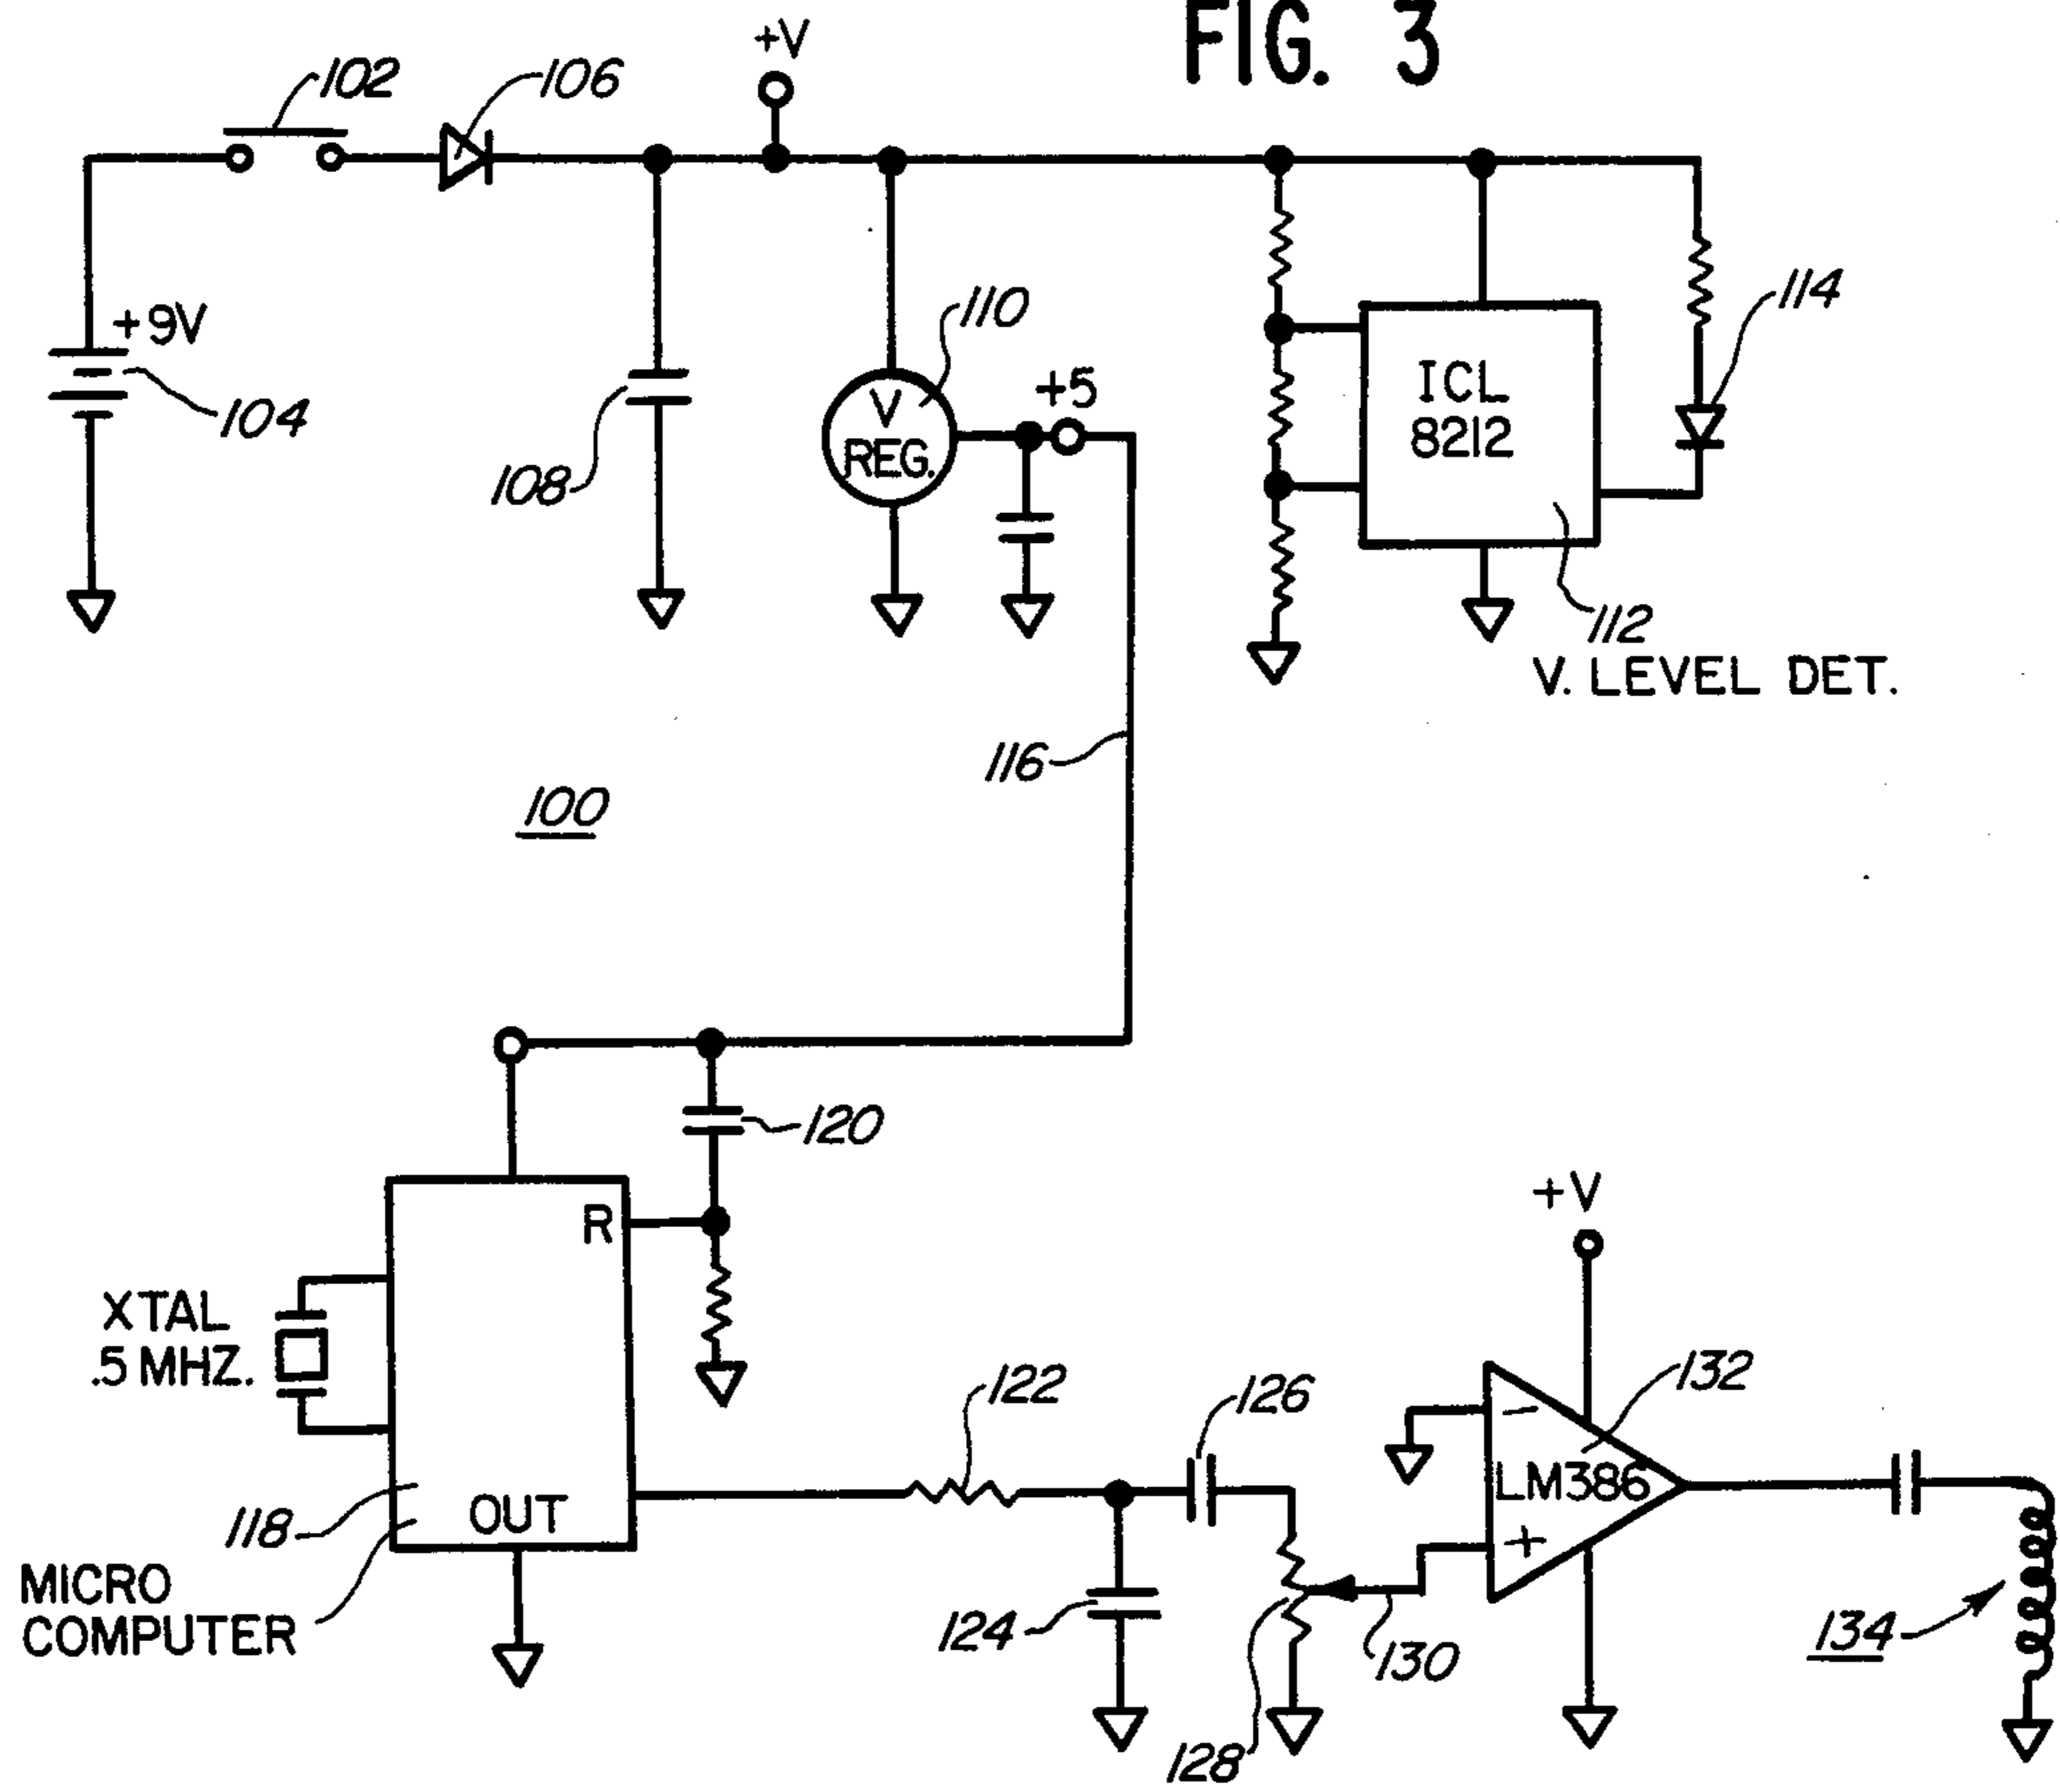 FIG. 3
+V
102
106
+9V
104
108
110
V
REG.
+5
ICL
8212
114
112
V. LEVEL DET.
116
100
120
R
XTAL
.5 MHZ.
118
OUT
MICRO
COMPUTER
122
126
124
128
130
+V
132
−
LM386
+
134